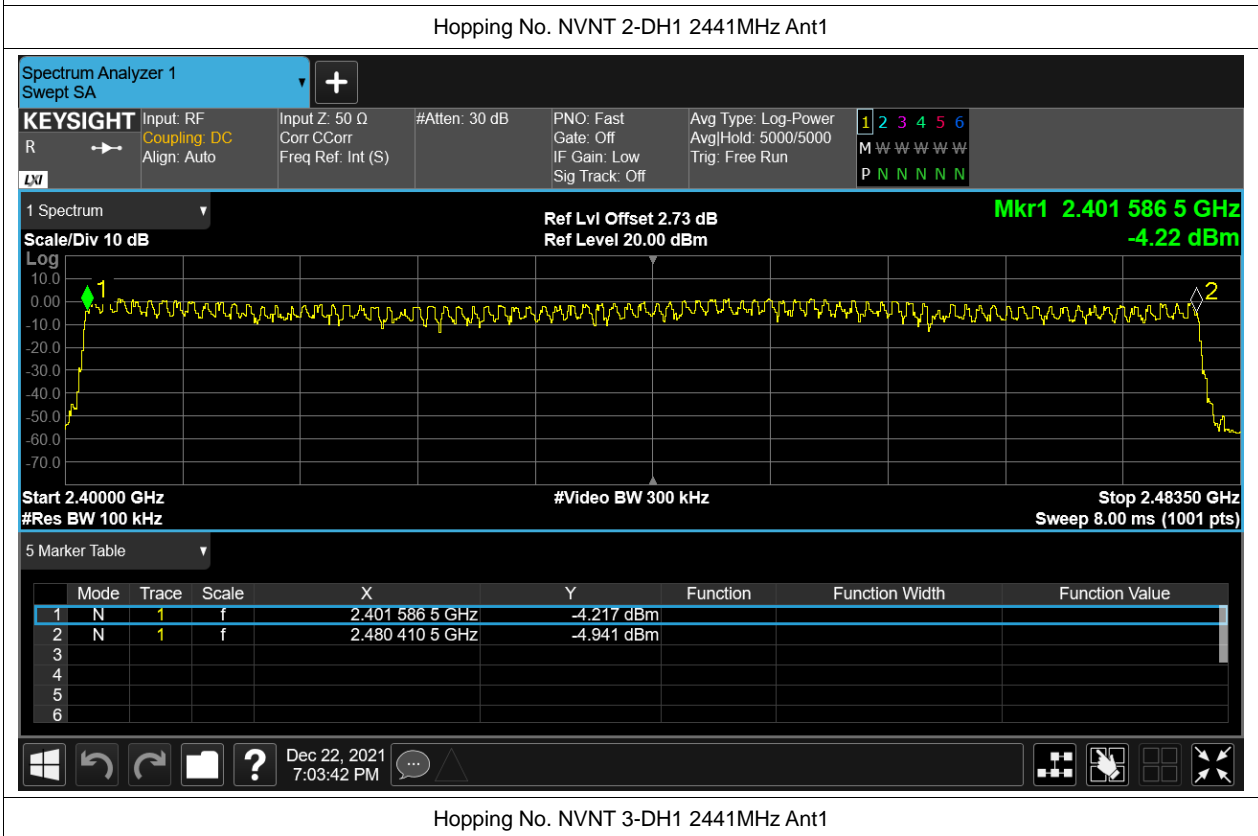 Hopping No. NVNT 2-DH1 2441MHz Ant1
Spectrum Analyzer 1
Swept SA
+
KEYSIGHT
R
LXI
Input: RF
Coupling: DC
Align: Auto
Input Z: 50 Ω
Corr CCorr
Freq Ref: Int (S)
#Atten: 30 dB
PNO: Fast
Gate: Off
IF Gain: Low
Sig Track: Off
Avg Type: Log-Power
Avg|Hold: 5000/5000
Trig: Free Run
1 2 3 4 5 6
M W W W W W
P N N N N N
1 Spectrum
Scale/Div 10 dB
Ref Lvl Offset 2.73 dB
Ref Level 20.00 dBm
Mkr1 2.401 586 5 GHz
-4.22 dBm
Log
10.0
0.00
-10.0
-20.0
-30.0
-40.0
-50.0
-60.0
-70.0
1
2
Start 2.40000 GHz
#Res BW 100 kHz
#Video BW 300 kHz
Stop 2.48350 GHz
Sweep 8.00 ms (1001 pts)
5 Marker Table
Mode Trace Scale X Y Function Function Width Function Value
1 N 1 f 2.401 586 5 GHz -4.217 dBm
2 N 1 f 2.480 410 5 GHz -4.941 dBm
3
4
5
6
?
Dec 22, 2021
7:03:42 PM
Hopping No. NVNT 3-DH1 2441MHz Ant1